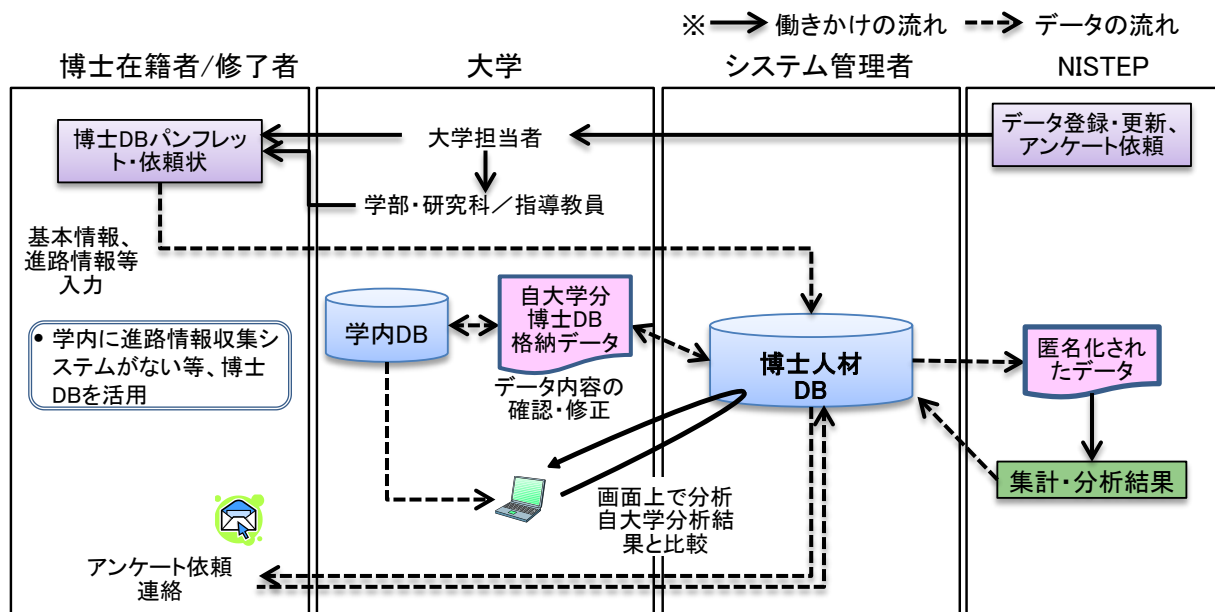 ※→ 働きかけの流れ ⇢ データの流れ
博士在籍者/修了者
大学
システム管理者
NISTEP
博士DBパンフレッ
ト・依頼状
大学担当者
データ登録・更新、
アンケート依頼
学部・研究科／指導教員
基本情報、
進路情報等
入力
• 学内に進路情報収集シ
ステムがない等、博士
DBを活用
学内DB
自大学分
博士DB
格納データ
データ内容の
確認・修正
博士人材
DB
匿名化され
たデータ
集計・分析結果
画面上で分析
自大学分析結
果と比較
アンケート依頼
連絡